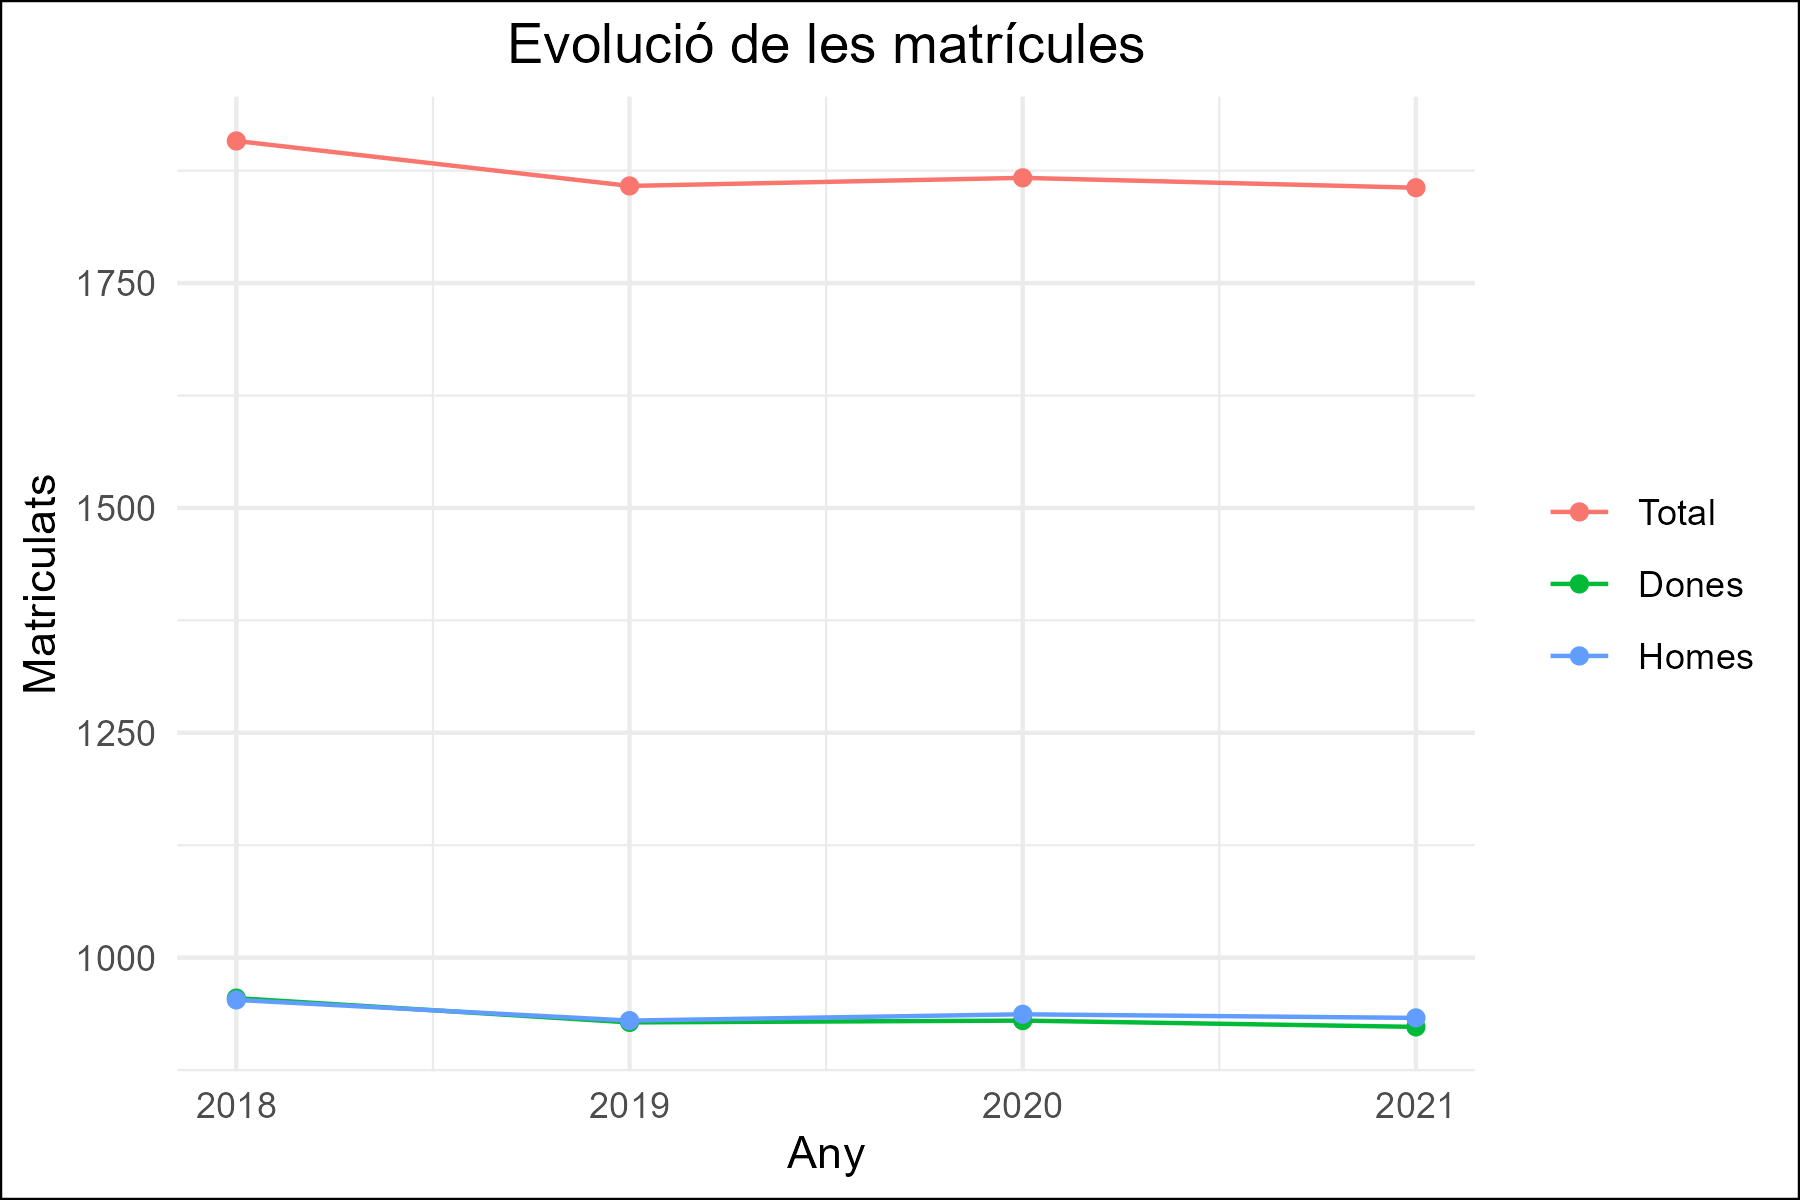 Evolució de les matrícules
Matriculats
1750
1500
1250
1000
2018
2019
2020
2021
Any
Total
Dones
Homes